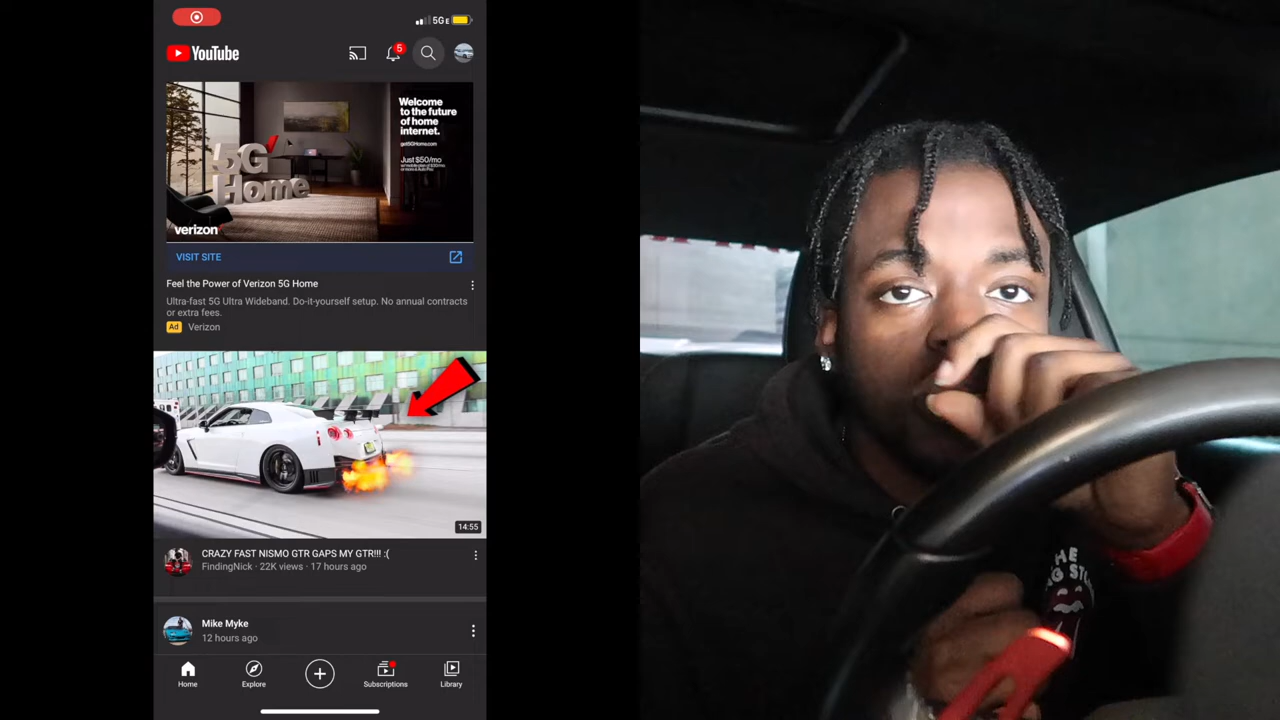 5GE
YouTube
5
Welcome
to the future
of home
internet.
get5GHome.com
Just $50/mo
5G
Home
verizon
VISIT SITE
Feel the Power of Verizon 5G Home
Ultra-fast 5G Ultra Wideband. Do-it-yourself setup. No annual contracts
or extra fees.
Ad Verizon
14:55
CRAZY FAST NISMO GTR GAPS MY GTR!!! :(
FindingNick · 22K views · 17 hours ago
Mike Myke
12 hours ago
Home
Explore
Subscriptions
Library